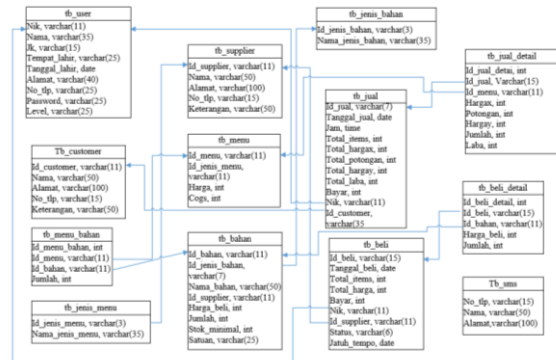 tb_user
Nik, varchar(11)
Nama, varchar(35)
Jk, varchar(15)
Tempat_lahir, varchar(25)
Tanggal_lahir, date
Alamat, varchar(40)
No_tlp, varchar(25)
Password, varchar(25)
Level, varchar(25)
Tb_customer
Id_customer, varchar(11)
Nama, varchar(50)
Alamat, varchar(100)
No_tlp, varchar(15)
Keterangan, varchar(50)
tb_menu_bahan
Id_menu_bahan, int
Id_menu, varchar(11)
Id_bahan, varchar(11)
Jumlah, int
tb_jenis_menu
Id_jenis_menu, varchar(3)
Nama_jenis_menu, varchar(35)
tb_supplier
Id_supplier, varchar(11)
Nama, varchar(50)
Alamat, varchar(100)
No_tlp, varchar(15)
Keterangan, varchar(50)
tb_menu
Id_menu, varchar(11)
Id_jenis_menu,
varchar(11)
Harga, int
Cogs, int
tb_bahan
Id_bahan, varchar(11)
Id_jenis_bahan,
varchar(7)
Nama_bahan, varchar(50)
Id_supplier, varchar(11)
Harga_beli, int
Jumlah, int
Stok_minimal, int
Satuan, varchar(25)
tb_jenis_bahan
Id_jenis_bahan, varchar(3)
Nama_jenis_bahan, varchar(35)
tb_jual
Id_jual, varchar(7)
Tanggal_jual, date
Jam, time
Total_items, int
Total_hargax, int
Total_potongan, int
Total_hargay, int
Total_laba, int
Bayar, int
Nik, varchar(11)
Id_customer,
varchar(35
tb_beli
Id_beli, varchar(15)
Tanggal_beli, date
Total_items, int
Total_harga, int
Bayar, int
Nik, varchar(11)
Id_supplier, varchar(11)
Status, varchar(6)
Jatuh_tempo, date
tb_jual_detail
Id_jual_detai, int
Id_jual, Varchar(15)
Id_menu, varchar(11)
Hargax, int
Potongan, int
Hargay, int
Jumlah, int
Laba, int
tb_beli_detail
Id_beli_detail, int
Id_beli, varchar(15)
Id_bahan, varchar(11)
Harga_beli, int
Jumlah, int
Tb_sms
No_tlp, varchar(15)
Nama, varchar(50)
Alamat,varchar(100)